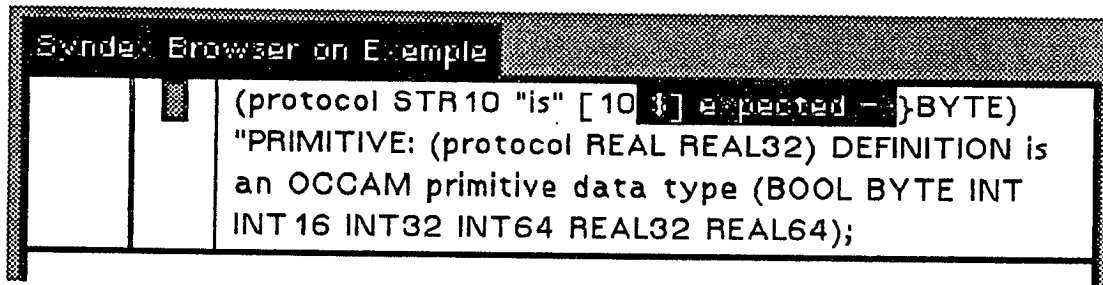 Syndex Browser on Exemple
(protocol STR10 "is" [10 $] expected ->}BYTE)
"PRIMITIVE: (protocol REAL REAL32) DEFINITION is
an OCCAM primitive data type (BOOL BYTE INT
INT16 INT32 INT64 REAL32 REAL64);